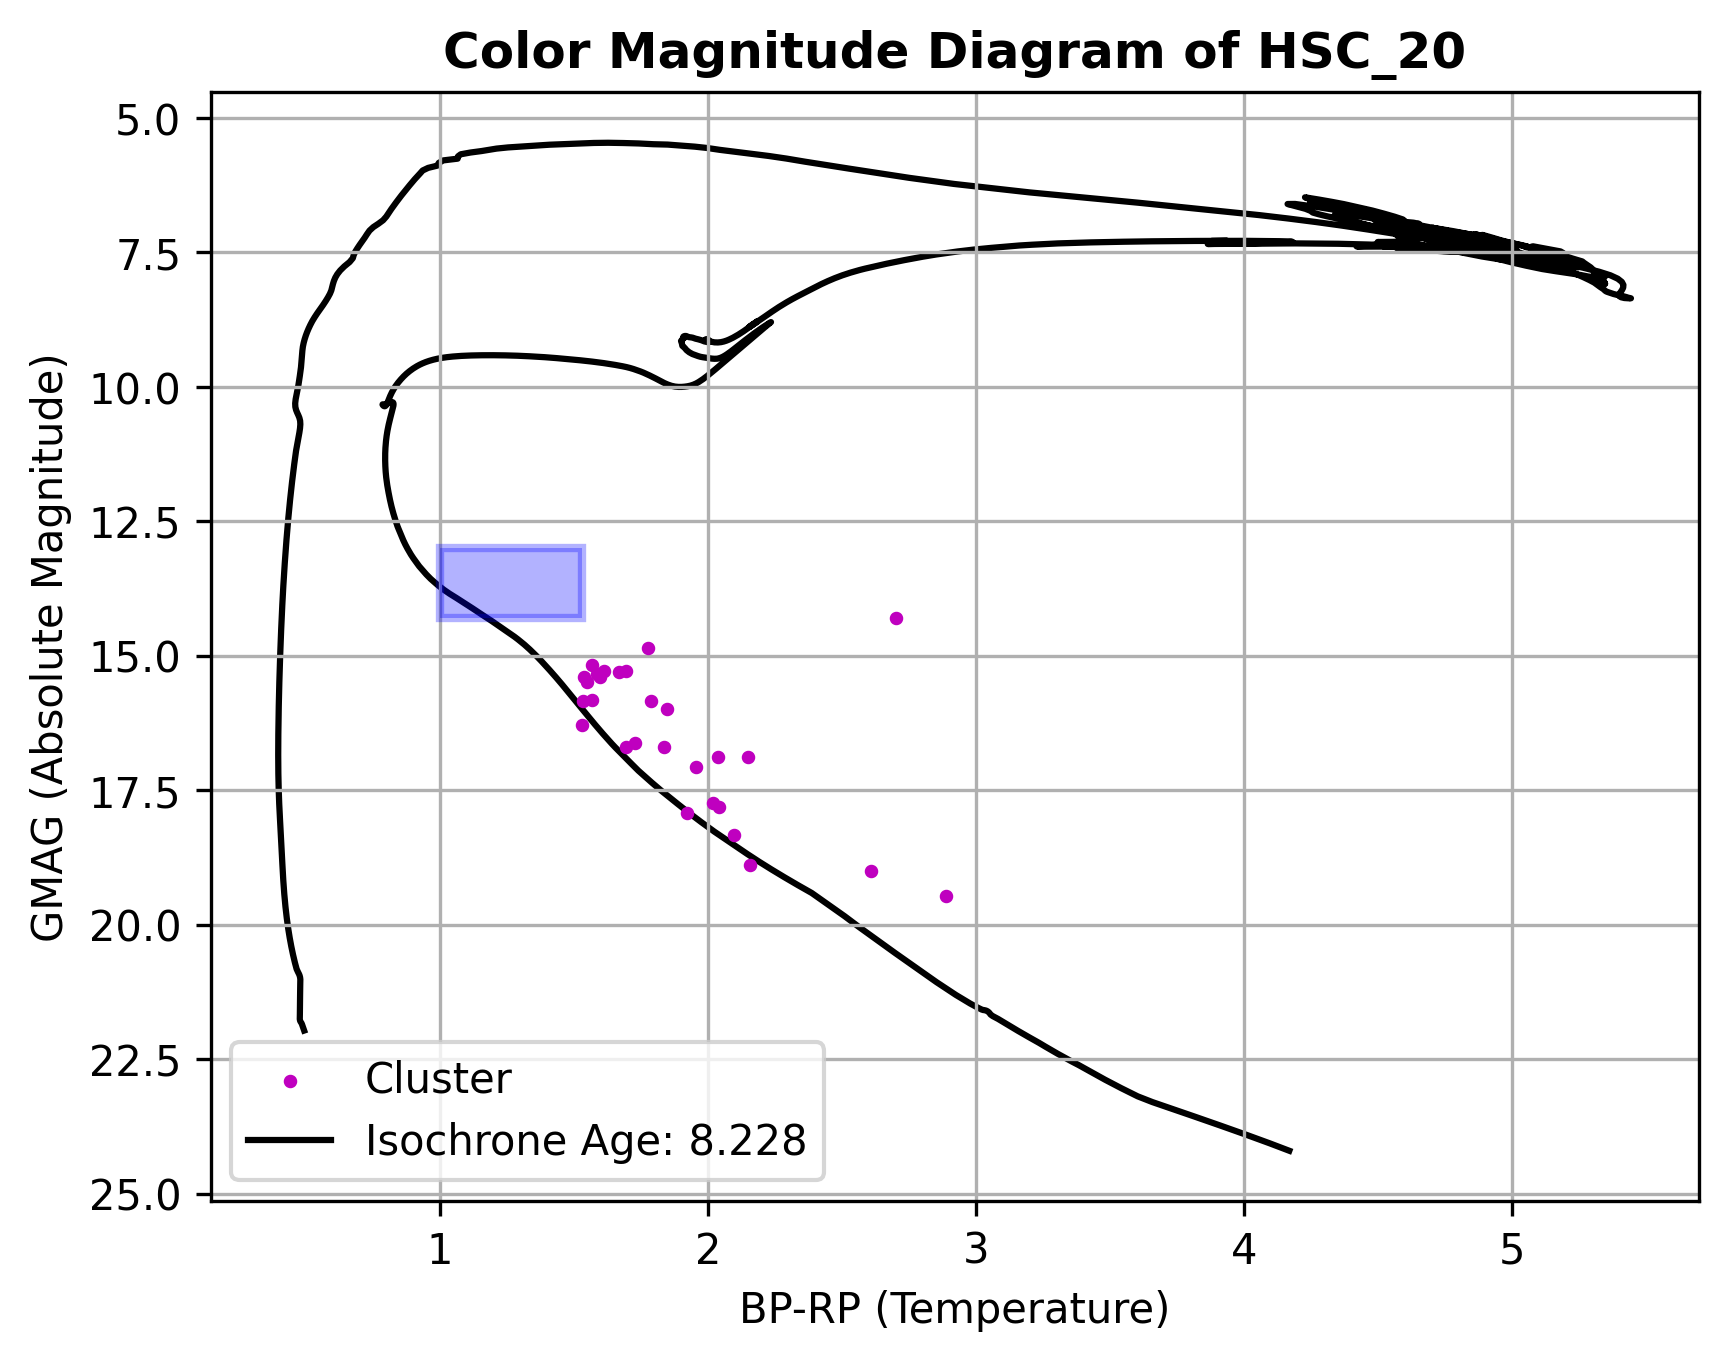 Color Magnitude Diagram of HSC_20
GMAG (Absolute Magnitude)
5.0
7.5
10.0
12.5
15.0
17.5
20.0
22.5
25.0
Cluster
Isochrone Age: 8.228
1 2 3 4 5
BP-RP (Temperature)